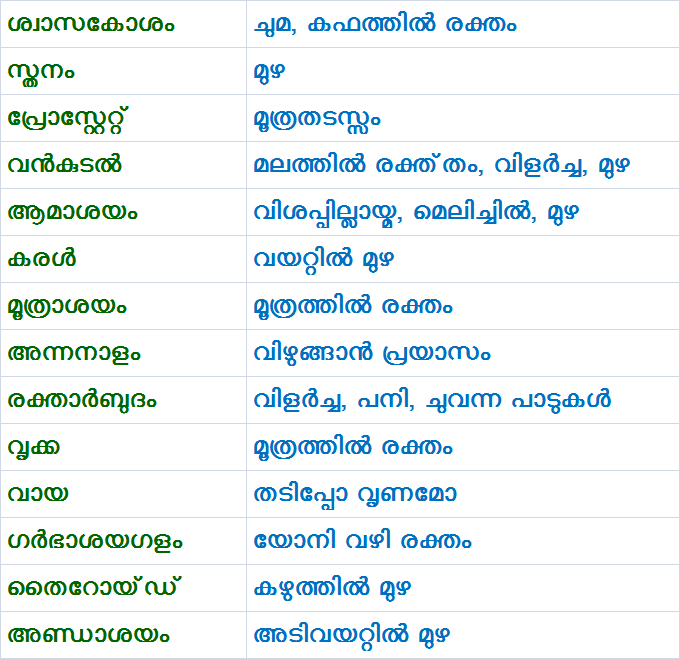 ശ്വാസകോശം ചുമ, കഫത്തിൽ രക്തം
സ്തനം മുഴ
പ്രോസ്റ്റേറ്റ് മൂത്രതടസ്സം
വൻകുടൽ മലത്തിൽ രക്ത്തം, വിളർച്ച, മുഴ
ആമാശയം വിശപ്പില്ലായ്മ, മെലിച്ചിൽ, മുഴ
കരൾ വയറ്റിൽ മുഴ
മൂത്രാശയം മൂത്രത്തിൽ രക്തം
അന്നനാളം വിഴുങ്ങാൻ പ്രയാസം
രക്താർബുദം വിളർച്ച, പനി, ചുവന്ന പാടുകൾ
വൃക്ക മൂത്രത്തിൽ രക്തം
വായ തടിപ്പോ വൃണമോ
ഗർഭാശയഗളം യോനി വഴി രക്തം
തൈറോയ്ഡ് കഴുത്തിൽ മുഴ
അണ്ഡാശയം അടിവയറ്റിൽ മുഴ